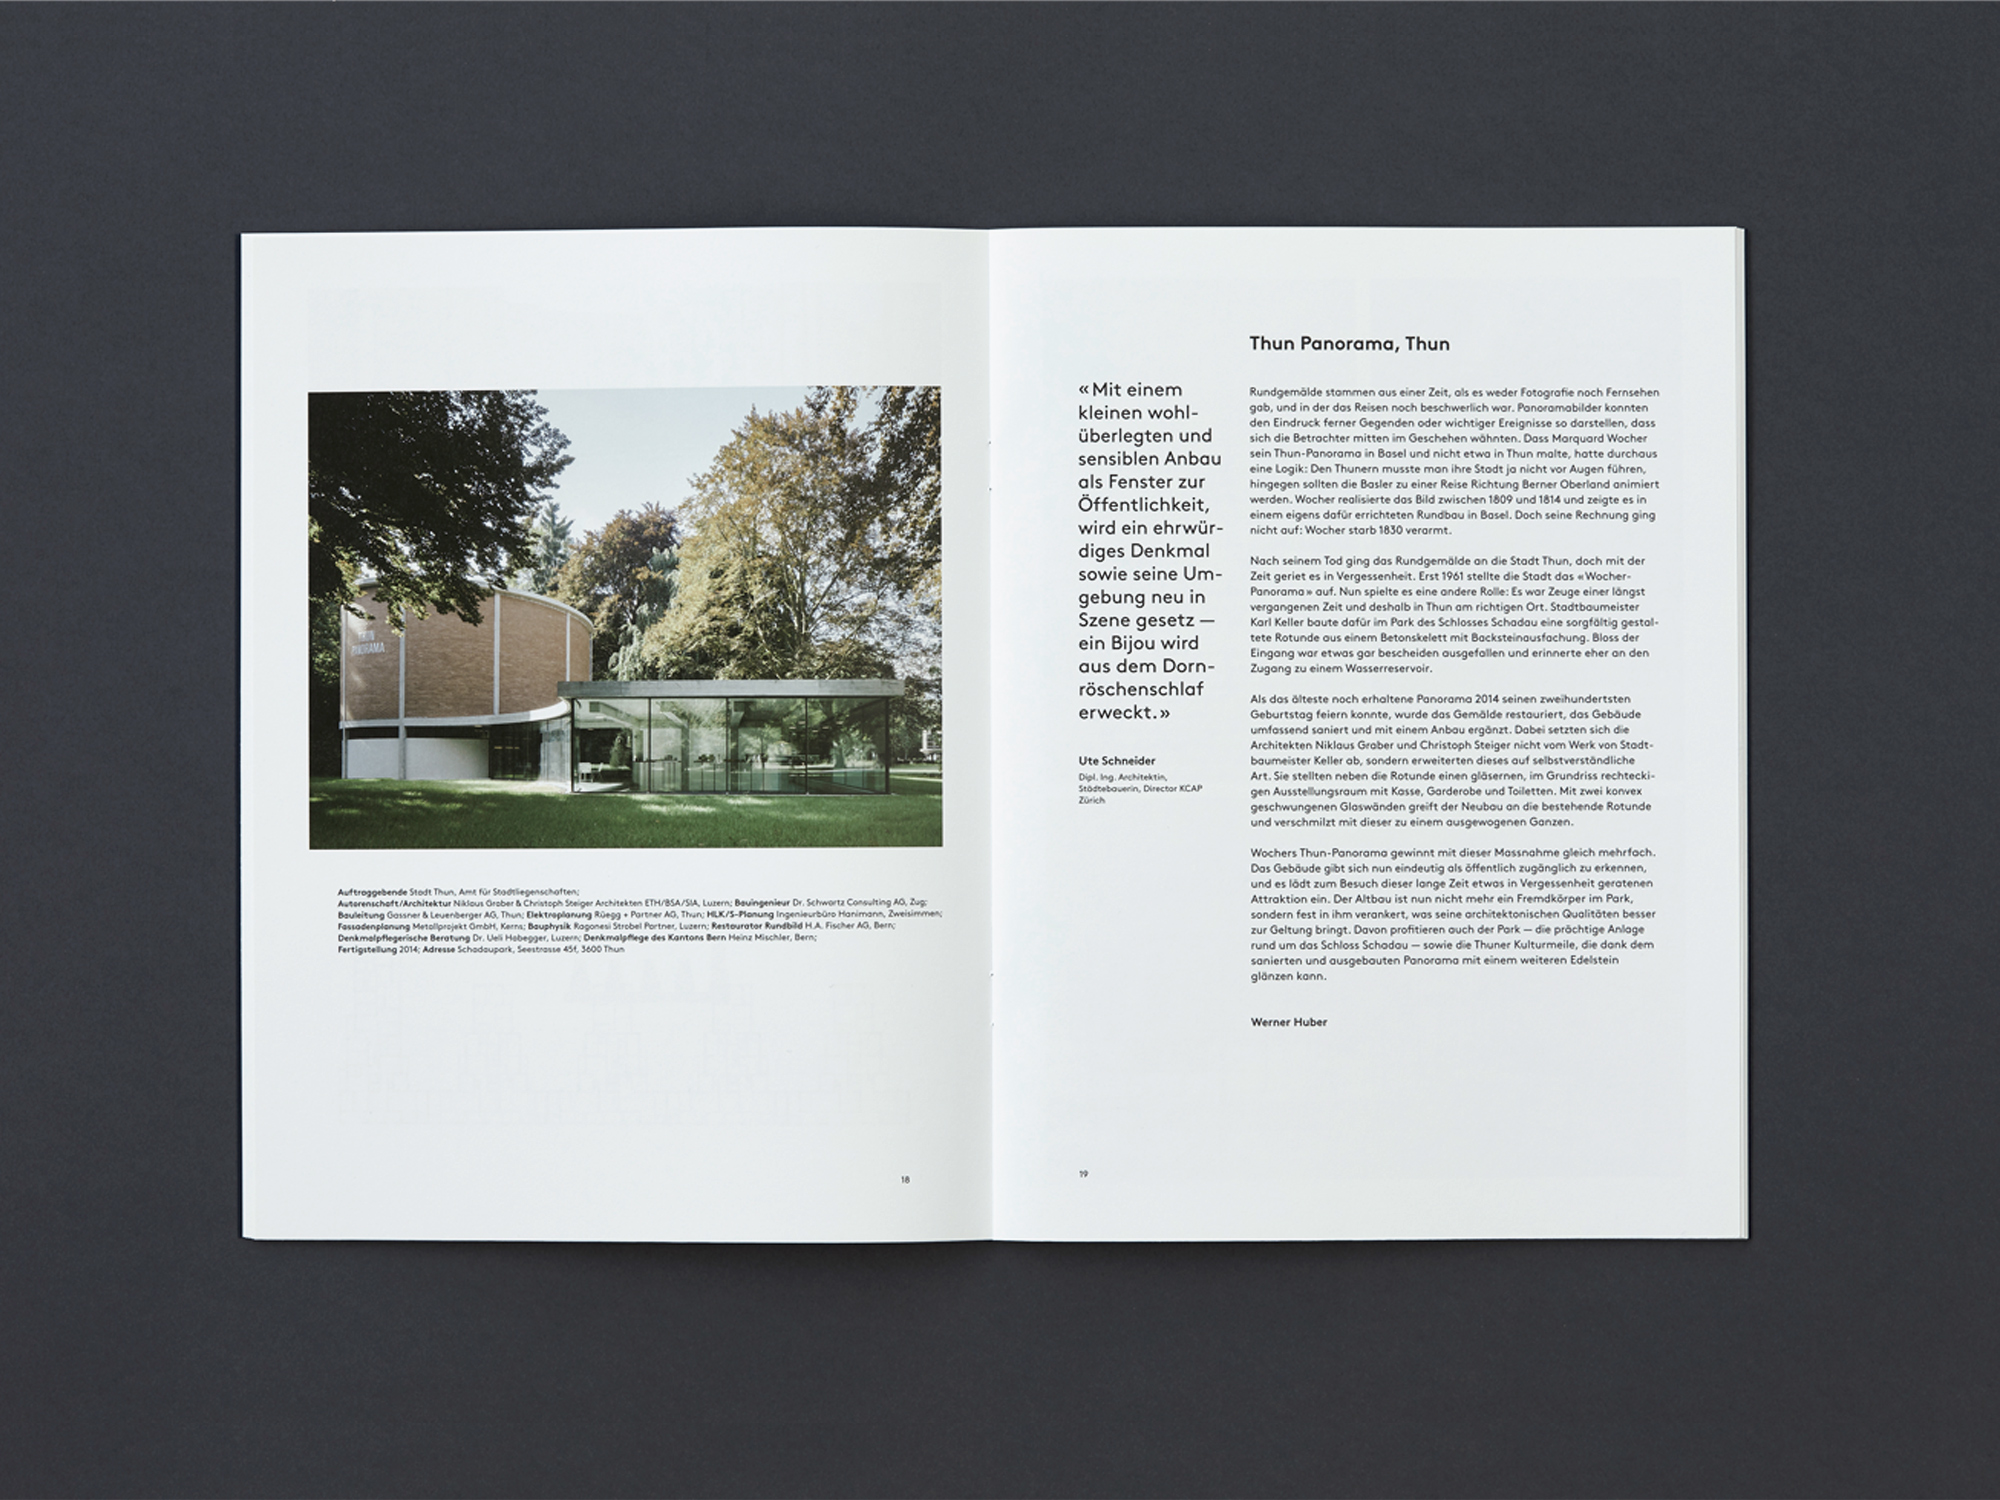 THUN
PANORAMA
Auftraggebende Stadt Thun, Amt für Stadtliegenschaften;
Autorenschaft/Architektur Niklaus Graber & Christoph Steiger Architekten ETH/BSA/SIA, Luzern; Bauingenieur Dr. Schwartz Consulting AG, Zug;
Bauleitung Gassner & Leuenberger AG, Thun; Elektroplanung Rüegg + Partner AG, Thun; HLK/S-Planung Ingenieurbüro Hanimann, Zweisimmen;
Fassadenplanung Metallprojekt GmbH, Kerns; Bauphysik Ragonesi Strobel Partner, Luzern; Restaurator Rundbild H.A. Fischer AG, Bern;
Denkmalpflegerische Beratung Dr. Ueli Habegger, Luzern; Denkmalpflege des Kantons Bern Heinz Mischler, Bern;
Fertigstellung 2014; Adresse Schadaupark, Seestrasse 45f, 3600 Thun
18
«Mit einem
kleinen wohl-
überlegten und
sensiblen Anbau
als Fenster zur
Öffentlichkeit,
wird ein ehrwür-
diges Denkmal
sowie seine Um-
gebung neu in
Szene gesetz —
ein Bijou wird
aus dem Dorn-
röschenschlaf
erweckt.»
Ute Schneider
Dipl. Ing. Architektin,
Städtebauerin, Director KCAP
Zürich
Thun Panorama, Thun
Rundgemälde stammen aus einer Zeit, als es weder Fotografie noch Fernsehen
gab, und in der das Reisen noch beschwerlich war. Panoramabilder konnten
den Eindruck ferner Gegenden oder wichtiger Ereignisse so darstellen, dass
sich die Betrachter mitten im Geschehen wähnten. Dass Marquard Wocher
sein Thun-Panorama in Basel und nicht etwa in Thun malte, hatte durchaus
eine Logik: Den Thunern musste man ihre Stadt ja nicht vor Augen führen,
hingegen sollten die Basler zu einer Reise Richtung Berner Oberland animiert
werden. Wocher realisierte das Bild zwischen 1809 und 1814 und zeigte es in
einem eigens dafür errichteten Rundbau in Basel. Doch seine Rechnung ging
nicht auf: Wocher starb 1830 verarmt.
Nach seinem Tod ging das Rundgemälde an die Stadt Thun, doch mit der
Zeit geriet es in Vergessenheit. Erst 1961 stellte die Stadt das «Wocher-
Panorama» auf. Nun spielte es eine andere Rolle: Es war Zeuge einer längst
vergangenen Zeit und deshalb in Thun am richtigen Ort. Stadtbaumeister
Karl Keller baute dafür im Park des Schlosses Schadau eine sorgfältig gestal-
tete Rotunde aus einem Betonskelett mit Backsteinausfachung. Bloss der
Eingang war etwas gar bescheiden ausgefallen und erinnerte eher an den
Zugang zu einem Wasserreservoir.
Als das älteste noch erhaltene Panorama 2014 seinen zweihundertsten
Geburtstag feiern konnte, wurde das Gemälde restauriert, das Gebäude
umfassend saniert und mit einem Anbau ergänzt. Dabei setzten sich die
Architekten Niklaus Graber und Christoph Steiger nicht vom Werk von Stadt-
baumeister Keller ab, sondern erweiterten dieses auf selbstverständliche
Art. Sie stellten neben die Rotunde einen gläsernen, im Grundriss rechtecki-
gen Ausstellungsraum mit Kasse, Garderobe und Toiletten. Mit zwei konvex
geschwungenen Glaswänden greift der Neubau an die bestehende Rotunde
und verschmilzt mit dieser zu einem ausgewogenen Ganzen.
Wochers Thun-Panorama gewinnt mit dieser Massnahme gleich mehrfach.
Das Gebäude gibt sich nun eindeutig als öffentlich zugänglich zu erkennen,
und es lädt zum Besuch dieser lange Zeit etwas in Vergessenheit geratenen
Attraktion ein. Der Altbau ist nun nicht mehr ein Fremdkörper im Park,
sondern fest in ihm verankert, was seine architektonischen Qualitäten besser
zur Geltung bringt. Davon profitieren auch der Park — die prächtige Anlage
rund um das Schloss Schadau — sowie die Thuner Kulturmeile, die dank dem
sanierten und ausgebauten Panorama mit einem weiteren Edelstein
glänzen kann.
Werner Huber
19